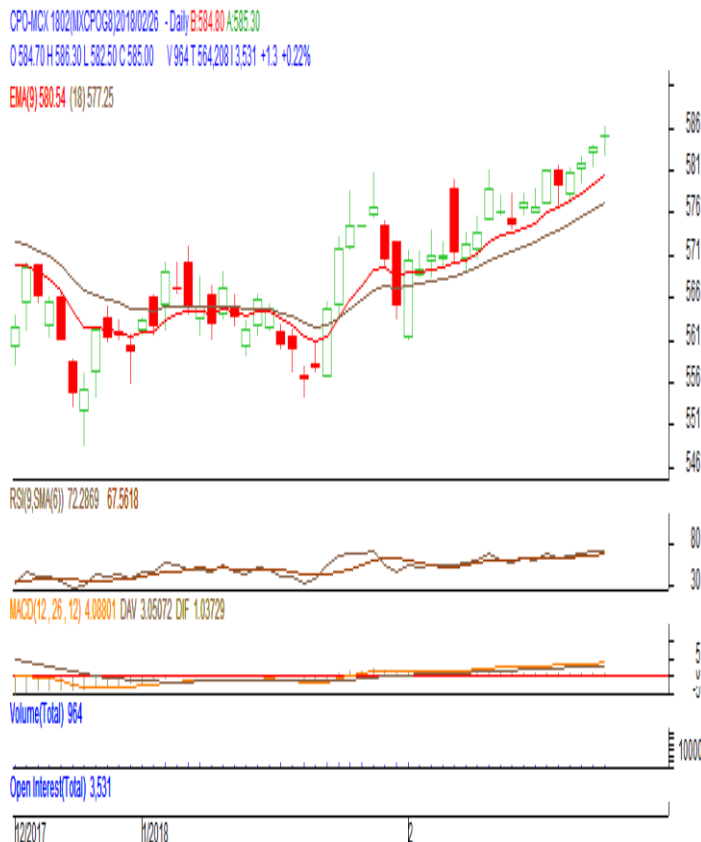 CPO-MCX 1802(MXCPOG8)2018/02/26 - Daily B:584.80 A:585.30
O 584.70 H 586.30 L 582.50 C 585.00 V 964 T 564,208 I 3,531 +1.3 +0.22%
EMA(9) 580.54 (18) 577.25
586
581
576
571
566
561
556
551
546
RSI(9,SMA(6)) 72.2869 67.5618
80
30
MACD(12 , 26 , 12) 4.08801 DAV 3.05072 DIF 1.03729
5
0
Volume(Total) 964
10000
Open Interest(Total) 3,531
12/2017 1/2018 2